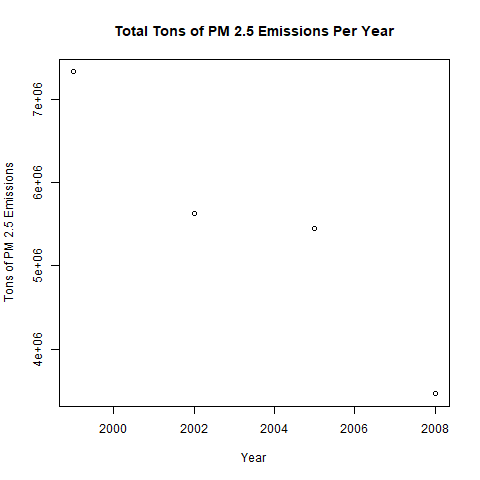 Total Tons of PM 2.5 Emissions Per Year
Tons of PM 2.5 Emissions
7e+06
6e+06
5e+06
4e+06
2000 2002 2004 2006 2008
Year